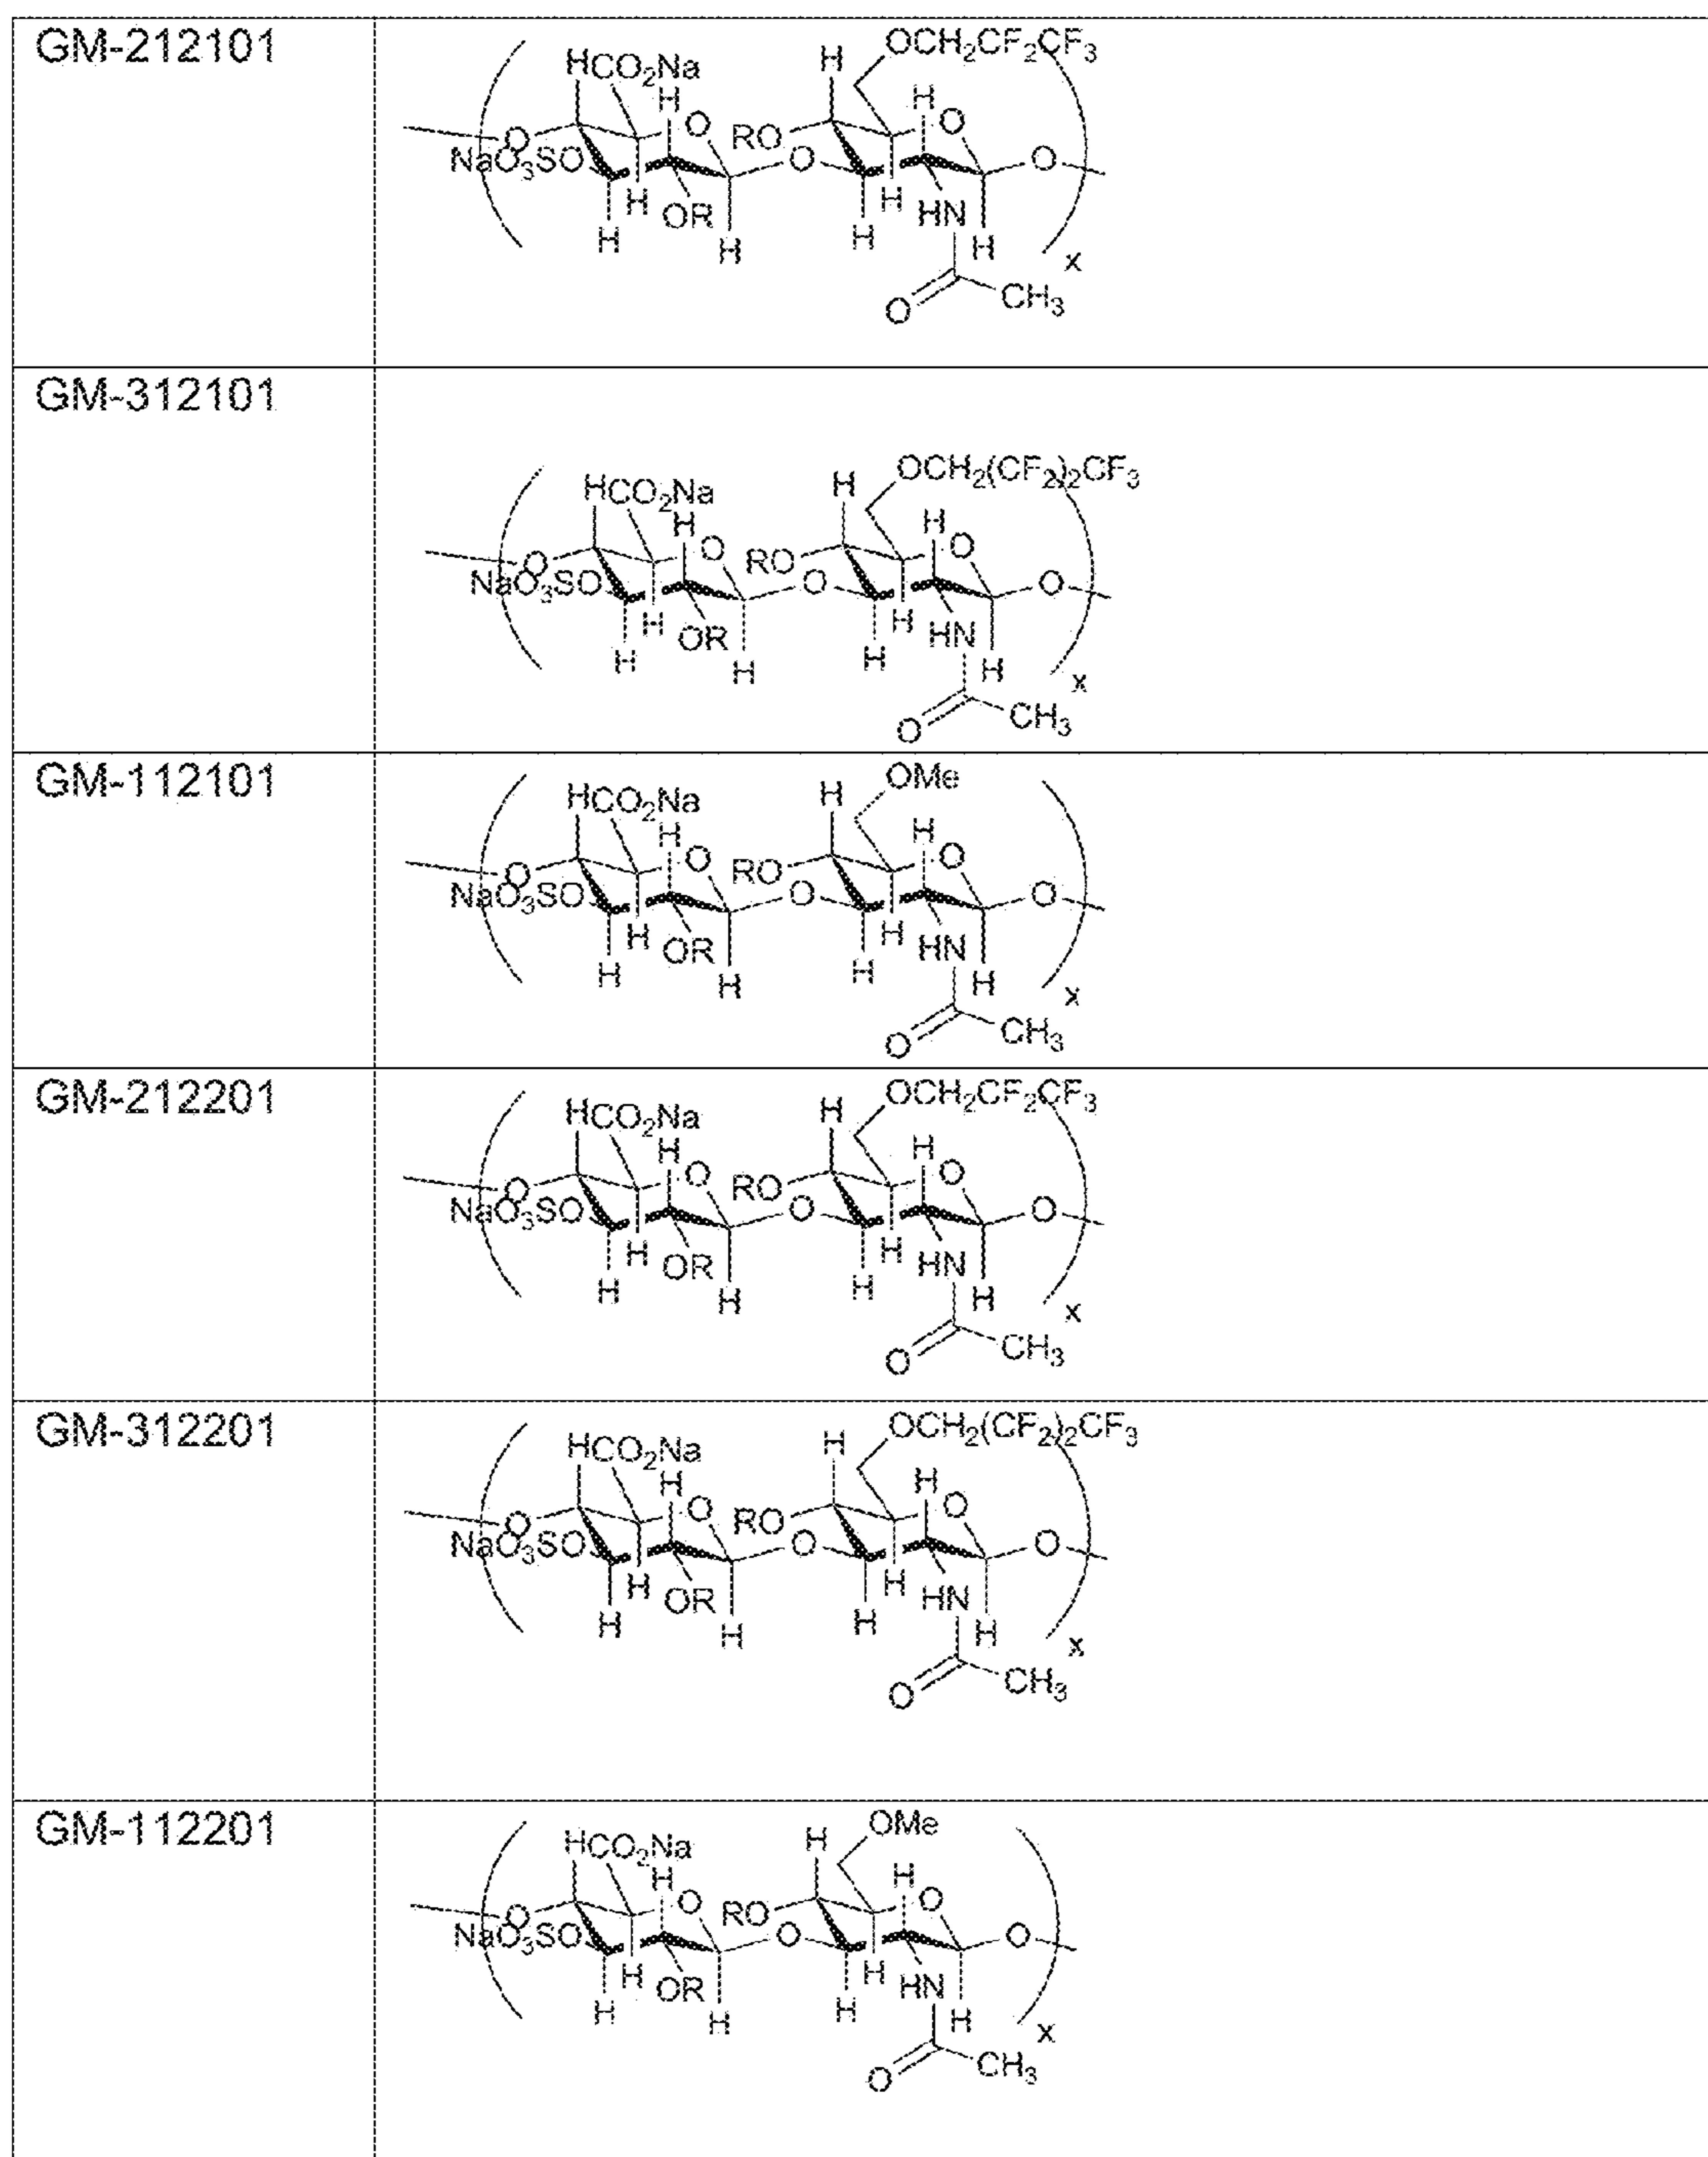 GM-212101
OCH2CF2CF3
H
HCO2Na
H
H
O
O
RO
O
NaO3SO
O
O
H
H
HN
OR
H
H
H
H
x
O
CH3
GM-312101
OCH2(CF2)2CF3
H
HCO2Na
H
H
O
O
RO
O
NaO3SO
O
O
H
H
HN
OR
H
H
H
H
x
O
CH3
GM-112101
OMe
H
HCO2Na
H
H
O
O
RO
O
NaO3SO
O
O
H
H
HN
OR
H
H
H
H
x
O
CH3
GM-212201
OCH2CF2CF3
H
HCO2Na
H
H
O
O
RO
O
NaO3SO
O
O
H
H
HN
OR
H
H
H
H
x
O
CH3
GM-312201
OCH2(CF2)2CF3
H
HCO2Na
H
H
O
O
RO
O
NaO3SO
O
O
H
H
HN
OR
H
H
H
H
x
O
CH3
GM-112201
OMe
H
HCO2Na
H
H
O
O
RO
O
NaO3SO
O
O
H
H
HN
OR
H
H
H
H
x
O
CH3